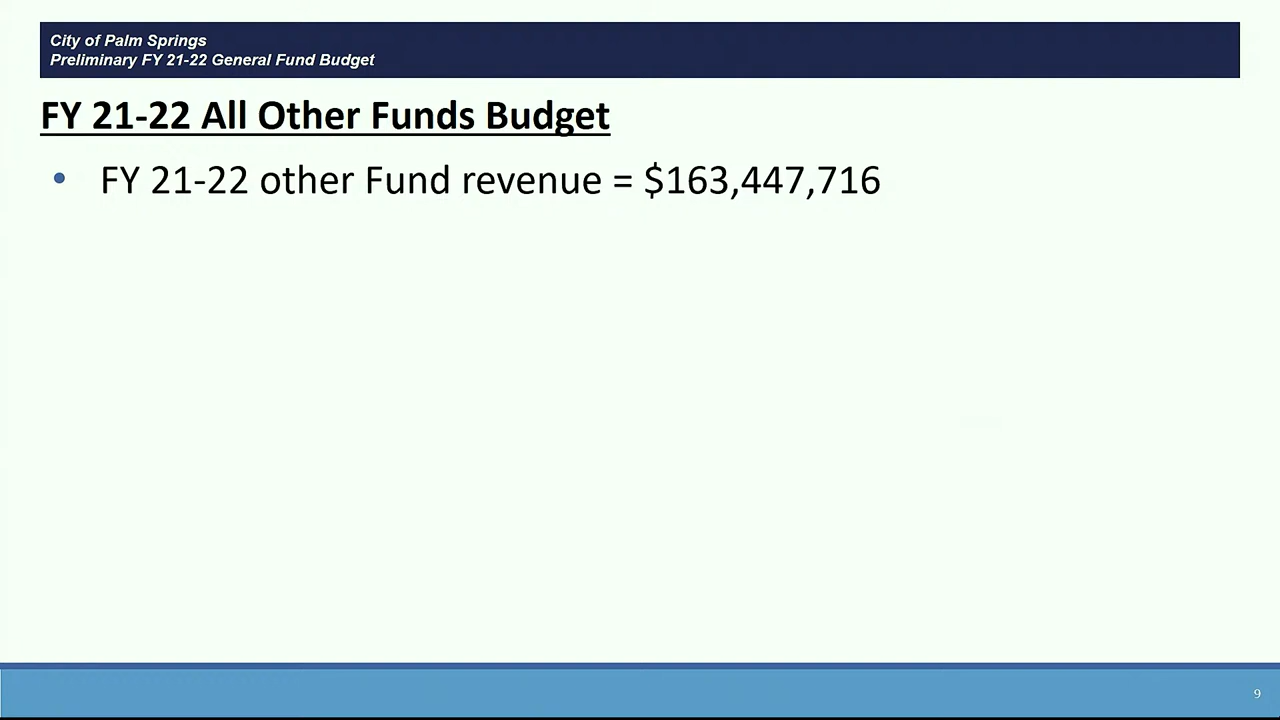 City of Palm Springs
Preliminary FY 21-22 General Fund Budget
FY 21-22 All Other Funds Budget
• FY 21-22 other Fund revenue = $163,447,716
9